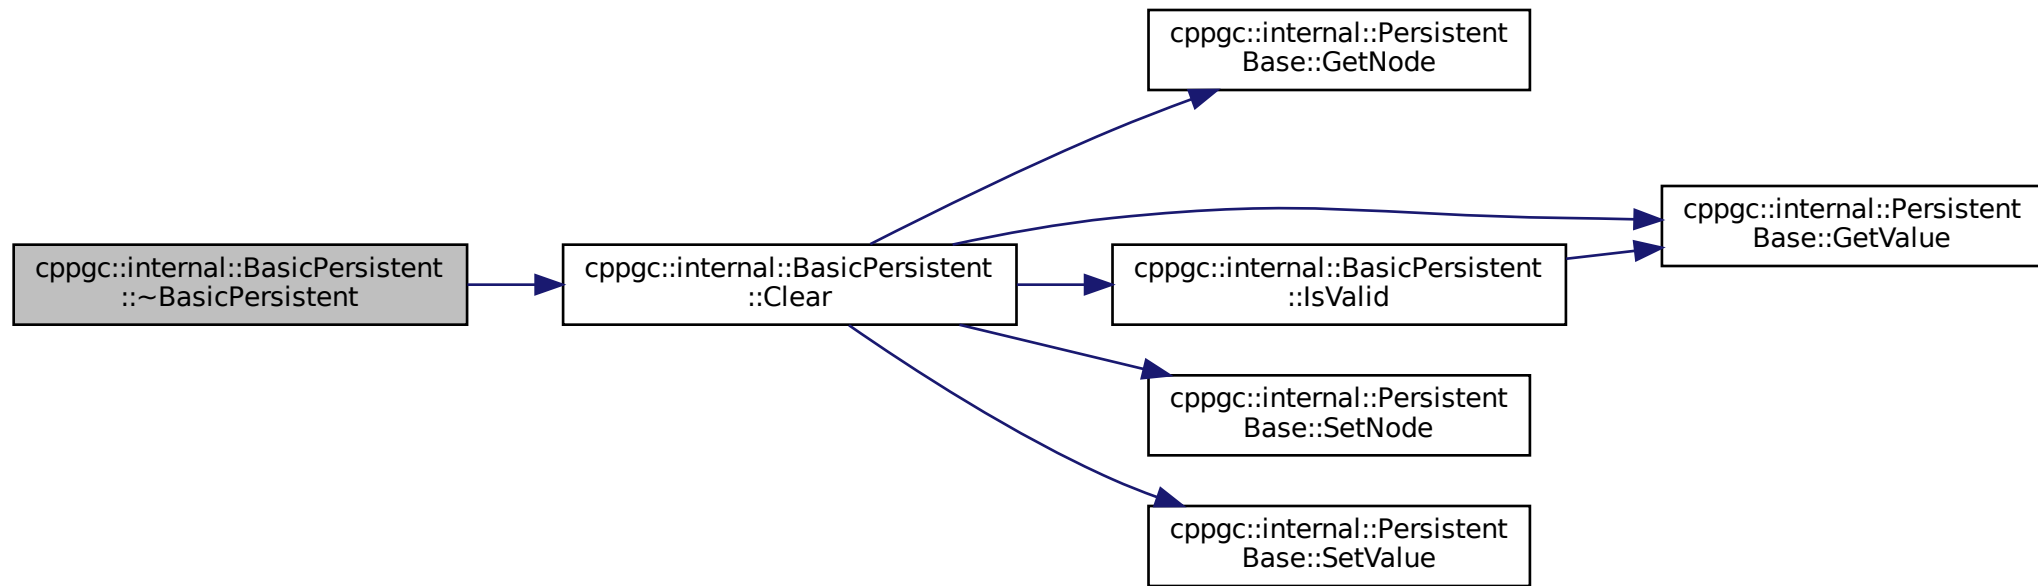 cppgc::internal::BasicPersistent
::~BasicPersistent
cppgc::internal::BasicPersistent
::Clear
cppgc::internal::Persistent
Base::GetNode
cppgc::internal::Persistent
Base::GetValue
cppgc::internal::BasicPersistent
::IsValid
cppgc::internal::Persistent
Base::SetNode
cppgc::internal::Persistent
Base::SetValue